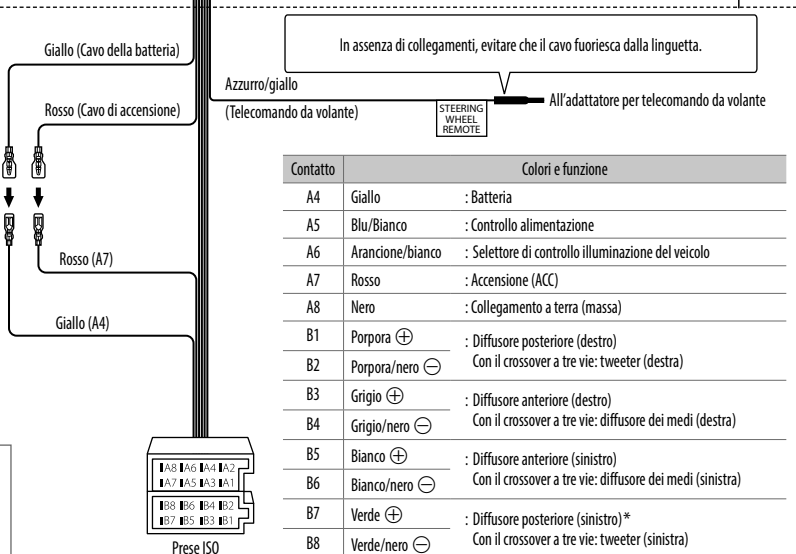 In assenza di collegamenti, evitare che il cavo fuoriesca dalla linguetta.
Giallo (Cavo della batteria)
Azzurro/giallo
(Telecomando da volante)
STEERING
WHEEL
REMOTE
All'adattatore per telecomando da volante
Rosso (Cavo di accensione)
Rosso (A7)
Giallo (A4)
A8 A6 A4 A2
A7 A5 A3 A1
B8 B6 B4 B2
B7 B5 B3 B1
Prese ISO
Contatto Colori e funzione
A4 Giallo : Batteria
A5 Blu/Bianco : Controllo alimentazione
A6 Arancione/bianco : Selettore di controllo illuminazione del veicolo
A7 Rosso : Accensione (ACC)
A8 Nero : Collegamento a terra (massa)
B1 Porpora ⊕ : Diffusore posteriore (destro)
B2 Porpora/nero ⊖ Con il crossover a tre vie: tweeter (destra)
B3 Grigio ⊕ : Diffusore anteriore (destro)
B4 Grigio/nero ⊖ Con il crossover a tre vie: diffusore dei medi (destra)
B5 Bianco ⊕ : Diffusore anteriore (sinistro)
B6 Bianco/nero ⊖ Con il crossover a tre vie: diffusore dei medi (sinistra)
B7 Verde ⊕ : Diffusore posteriore (sinistro)*
B8 Verde/nero ⊖ Con il crossover a tre vie: tweeter (sinistra)